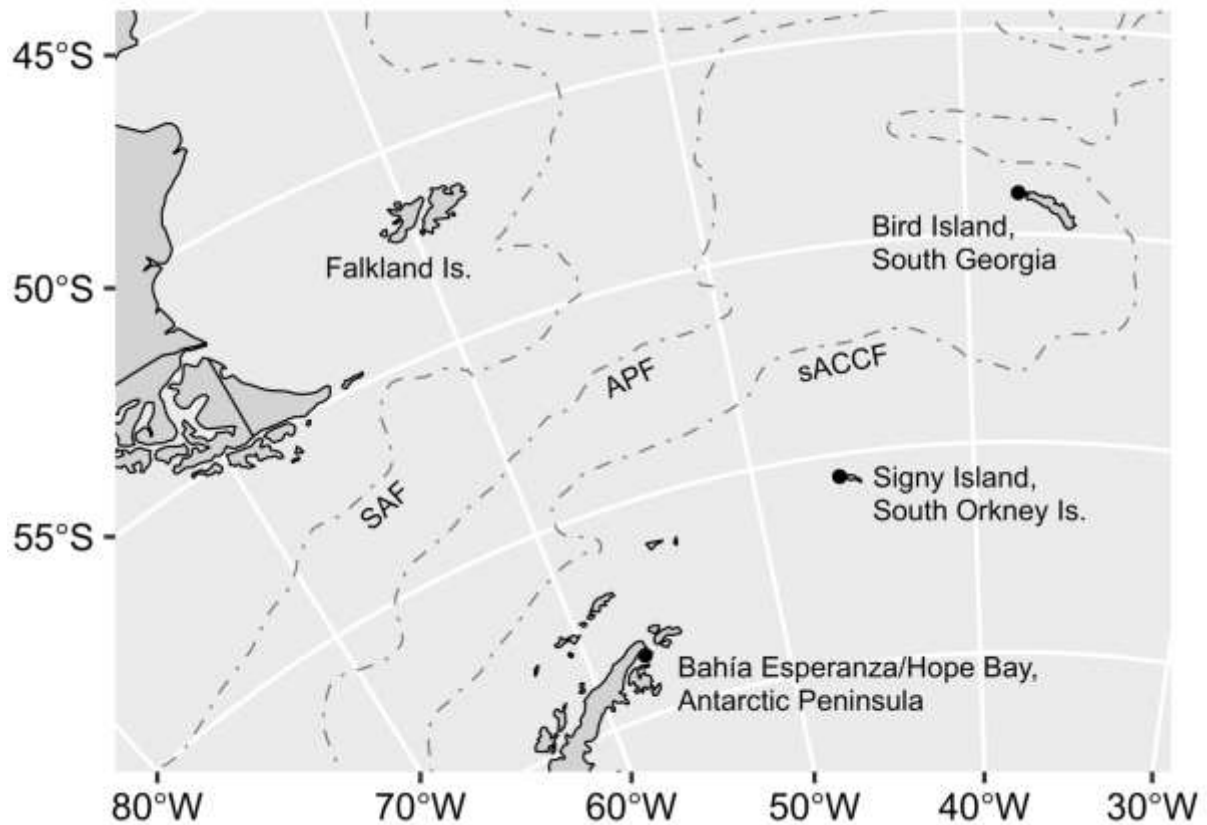 45°S
50°S
55°S
Falkland Is.
Bird Island,
South Georgia
APF
sACCF
SAF
Signy Island,
South Orkney Is.
Bahía Esperanza/Hope Bay,
Antarctic Peninsula
80°W
70°W
60°W
50°W
40°W
30°W